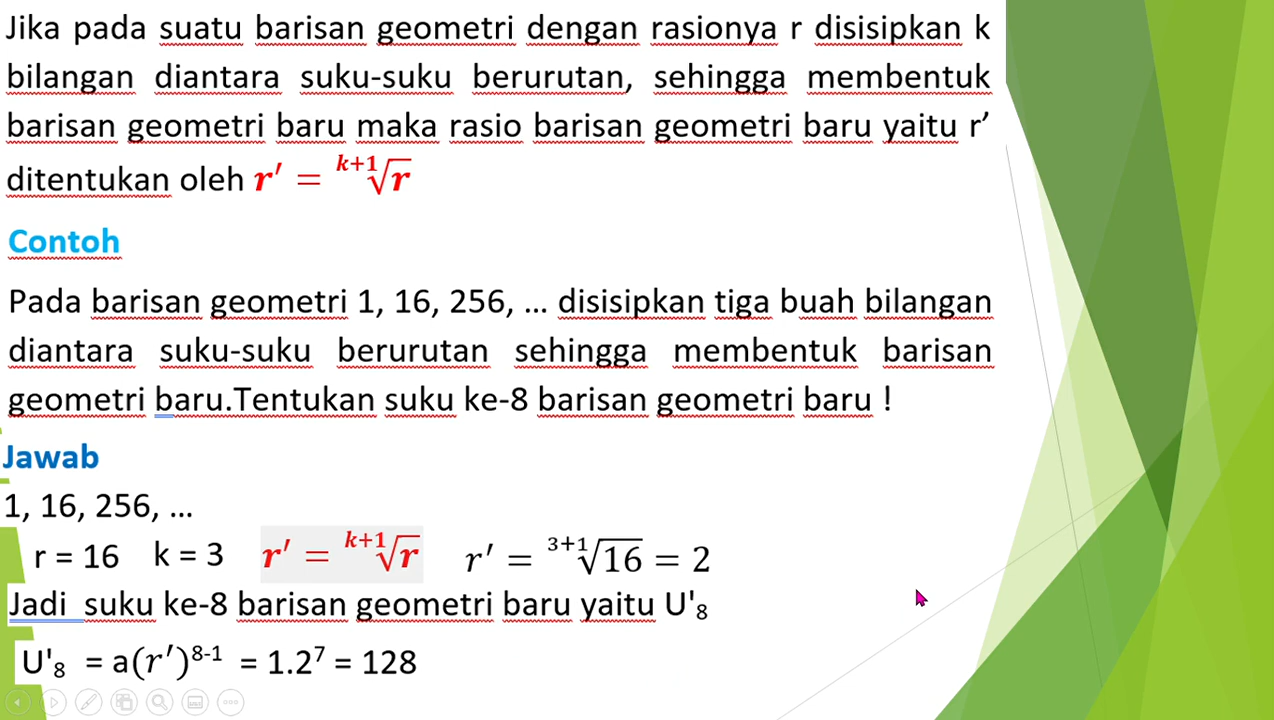 Jika pada suatu barisan geometri dengan rasionya r disisipkan k
bilangan diantara suku-suku berurutan, sehingga membentuk
barisan geometri baru maka rasio barisan geometri baru yaitu r’
ditentukan oleh r′ = ᵏ⁺¹√r
Contoh
Pada barisan geometri 1, 16, 256, ... disisipkan tiga buah bilangan
diantara suku-suku berurutan sehingga membentuk barisan
geometri baru.Tentukan suku ke-8 barisan geometri baru !
Jawab
1, 16, 256, ...
r = 16 k = 3 r′ = ᵏ⁺¹√r r′ = ³⁺¹√16 = 2
Jadi suku ke-8 barisan geometri baru yaitu U'₈
U'₈ = a(r′)⁸⁻¹ = 1.2⁷ = 128